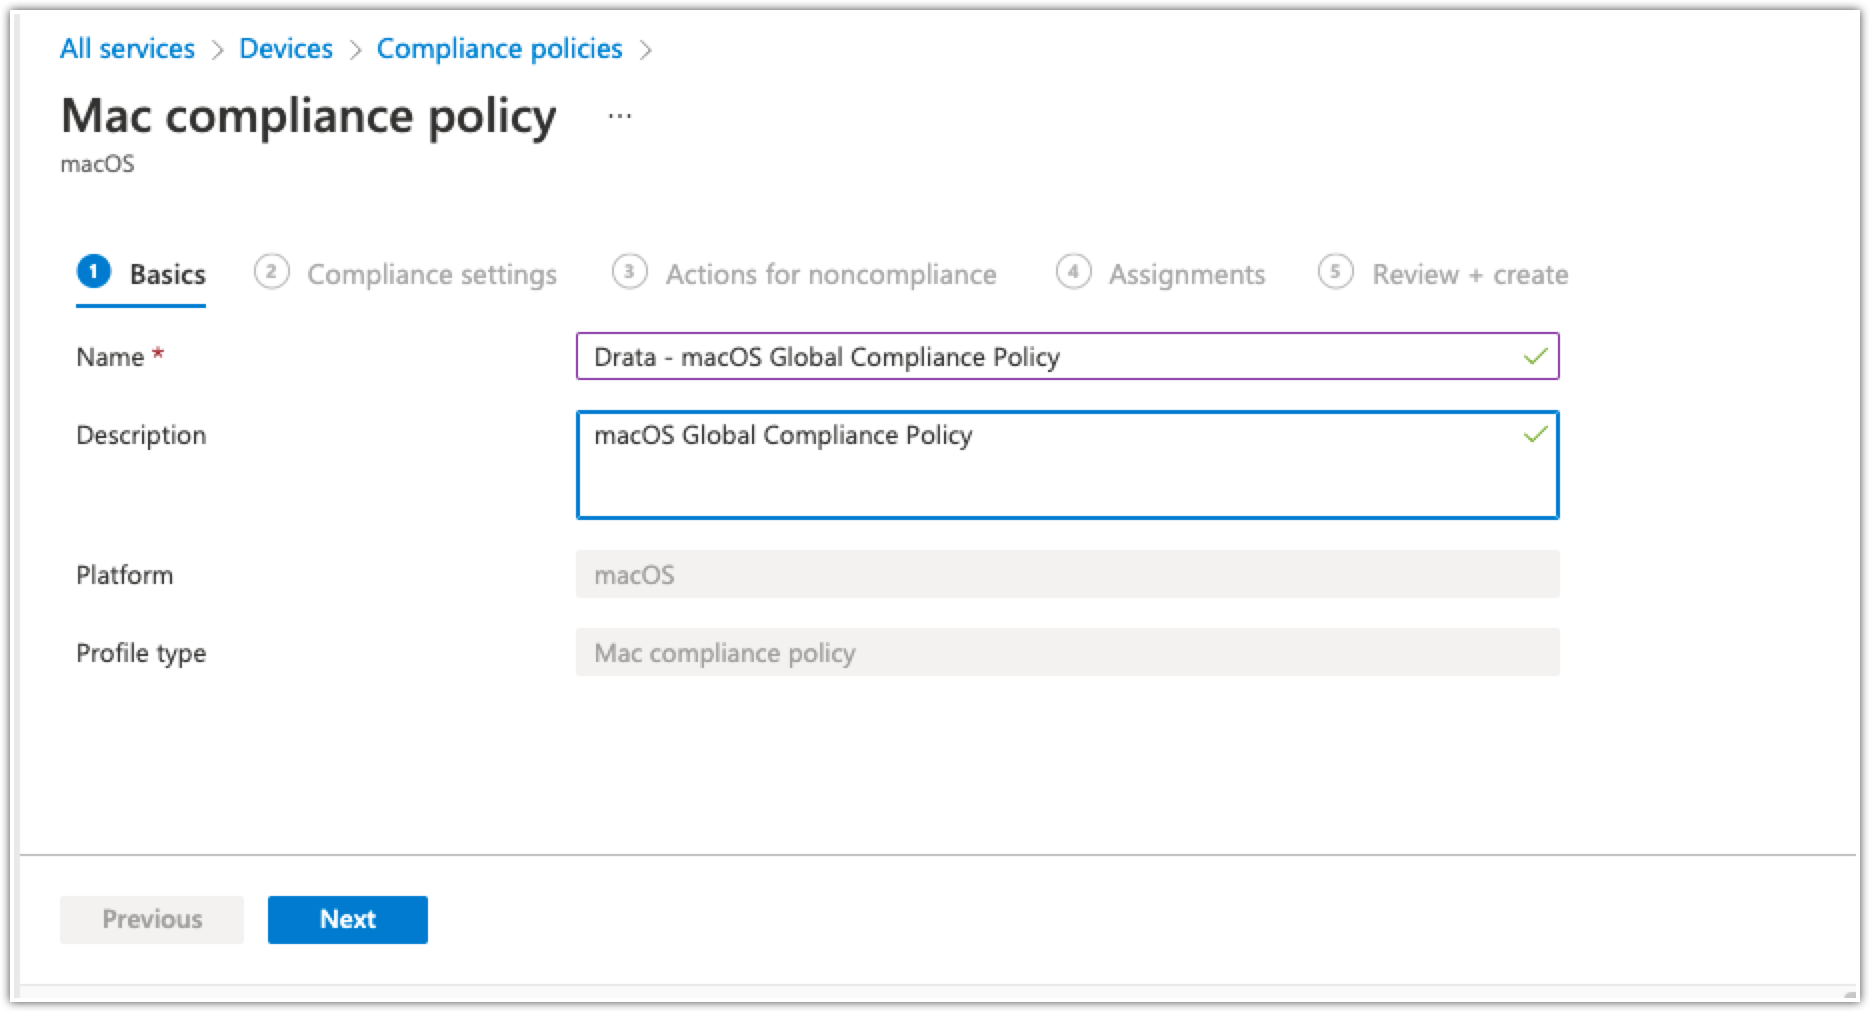 All services > Devices > Compliance policies >
Mac compliance policy ...
macOS
1 Basics 2 Compliance settings 3 Actions for noncompliance 4 Assignments 5 Review + create
Name * Drata - macOS Global Compliance Policy
Description macOS Global Compliance Policy
Platform macOS
Profile type Mac compliance policy
Previous Next